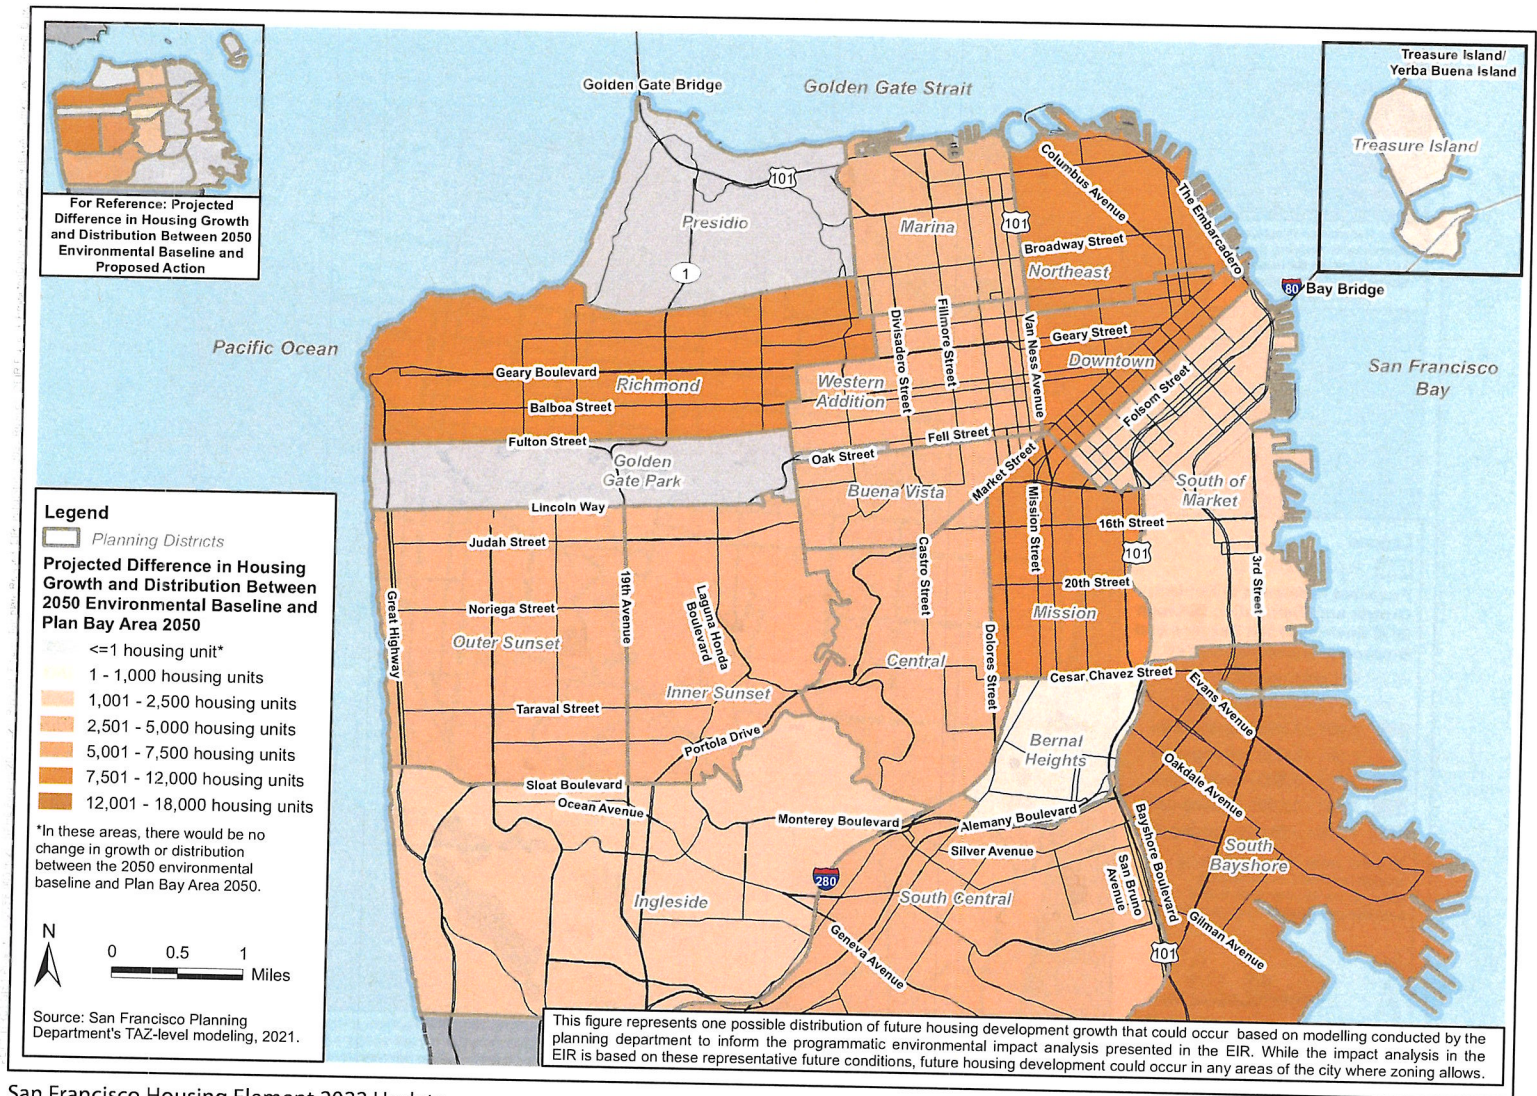 For Reference: Projected
Difference in Housing Growth
and Distribution Between 2050
Environmental Baseline and
Proposed Action
Golden Gate Bridge
Golden Gate Strait
Treasure Island/
Yerba Buena Island
Treasure Island
101
Presidio
1
Marina
101
Columbus Avenue
The Embarcadero
Broadway Street
Northeast
80
Bay Bridge
Pacific Ocean
San Francisco
Bay
Geary Boulevard
Richmond
Balboa Street
Fulton Street
Western
Addition
Divisadero Street
Fillmore Street
Van Ness Avenue
Geary Street
Downtown
Folsom Street
Fell Street
Oak Street
Market Street
Golden
Gate Park
Lincoln Way
Buena Vista
South of
Market
Mission Street
16th Street
101
20th Street
Mission
3rd Street
Judah Street
Noriega Street
Outer Sunset
Great Highway
19th Avenue
Laguna Honda
Boulevard
Castro Street
Dolores Street
Central
Inner Sunset
Taraval Street
Portola Drive
Cesar Chavez Street
Evans Avenue
Bernal
Heights
Oakdale Avenue
Sloat Boulevard
Ocean Avenue
Monterey Boulevard
Alemany Boulevard
Silver Avenue
Bayshore Boulevard
San Bruno
Avenue
South
Bayshore
280
Ingleside
South Central
Geneva Avenue
Gilman Avenue
101
Legend
Planning Districts
Projected Difference in Housing
Growth and Distribution Between
2050 Environmental Baseline and
Plan Bay Area 2050
<=1 housing unit*
1 - 1,000 housing units
1,001 - 2,500 housing units
2,501 - 5,000 housing units
5,001 - 7,500 housing units
7,501 - 12,000 housing units
12,001 - 18,000 housing units
*In these areas, there would be no
change in growth or distribution
between the 2050 environmental
baseline and Plan Bay Area 2050.
N
0 0.5 1
Miles
Source: San Francisco Planning
Department's TAZ-level modeling, 2021.
This figure represents one possible distribution of future housing development growth that could occur based on modelling conducted by the
planning department to inform the programmatic environmental impact analysis presented in the EIR. While the impact analysis in the
EIR is based on these representative future conditions, future housing development could occur in any areas of the city where zoning allows.
San Francisco Housing Element 2022 Update